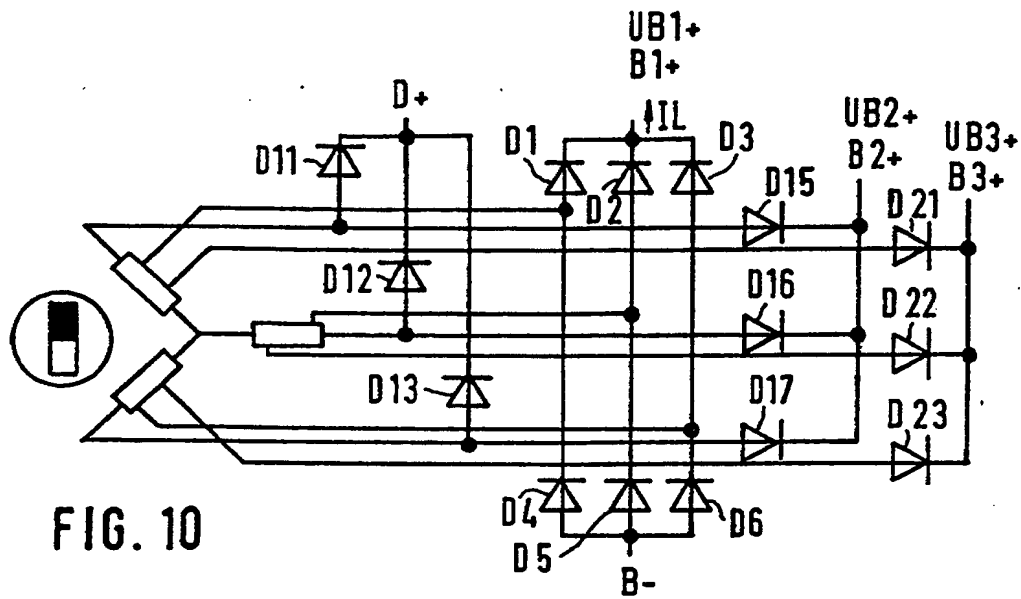 UB1+
B1+
D+
IL
UB2+
B2+
UB3+
B3+
D11
D1
D3
D2
D15
D21
D12
D16
D22
D13
D17
D23
D4
D5
D6
B-
FIG. 10